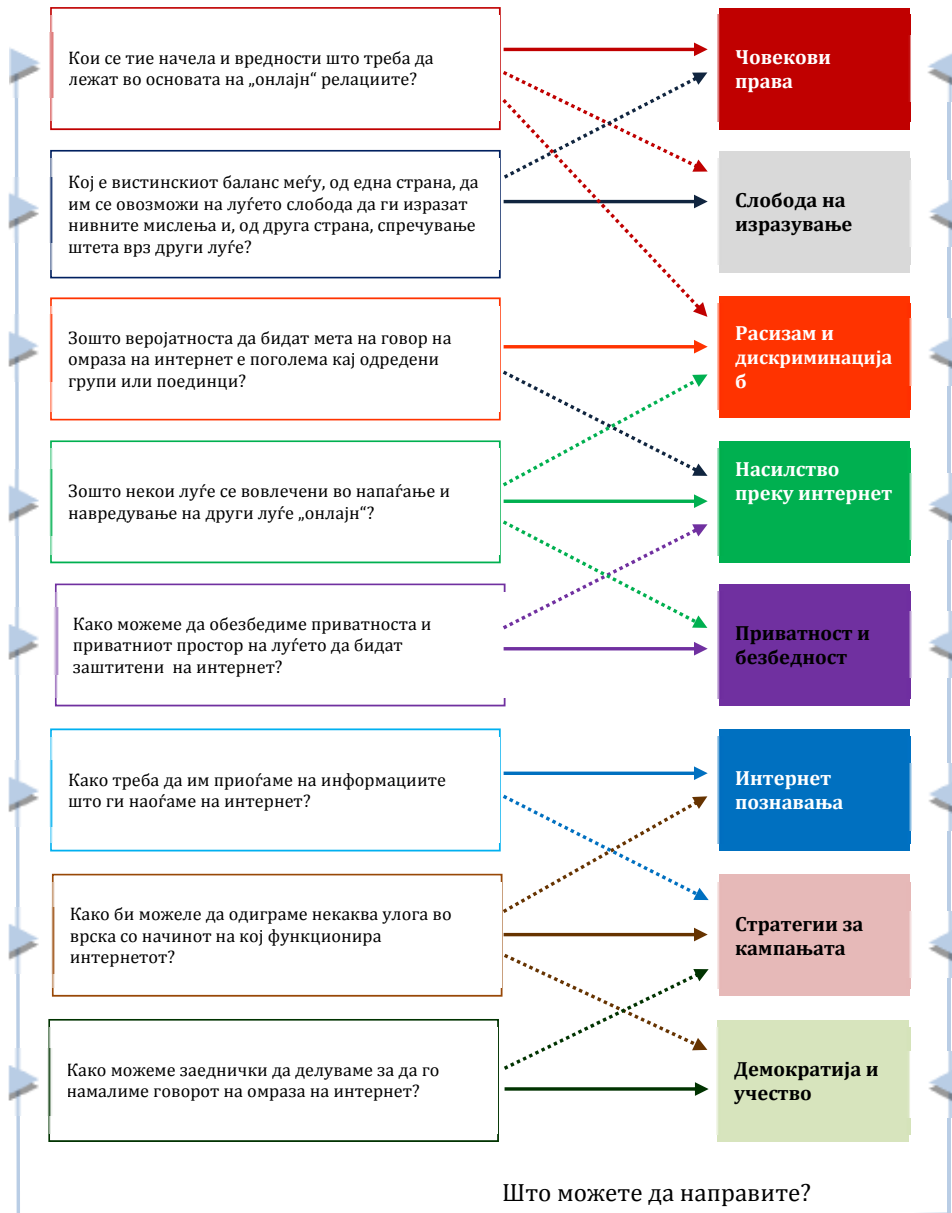 Кои се тие начела и вредности што треба да
лежат во основата на „онлајн“ релациите?
Човекови
права
Кој е вистинскиот баланс меѓу, од една страна, да
им се овозможи на луѓето слобода да ги изразат
нивните мислења и, од друга страна, спречување
штета врз други луѓе?
Слобода на
изразување
Зошто веројатноста да бидат мета на говор на
омраза на интернет е поголема кај одредени
групи или поединци?
Расизам и
дискриминација
б
Зошто некои луѓе се вовлечени во напаѓање и
навредување на други луѓе „онлајн“?
Насилство
преку интернет
Како можеме да обезбедиме приватноста и
приватниот простор на луѓето да бидат
заштитени на интернет?
Приватност и
безбедност
Како треба да им приоѓаме на информациите
што ги наоѓаме на интернет?
Интернет
познавања
Како би можеле да одиграме некаква улога во
врска со начинот на кој функционира
интернетот?
Стратегии за
кампањата
Како можеме заеднички да делуваме за да го
намалиме говорот на омраза на интернет?
Демократија и
учество
Што можете да направите?